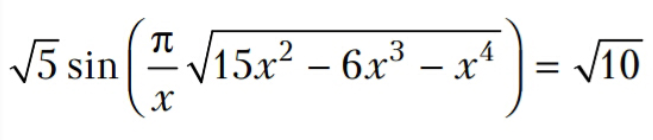 √5 sin(π/x √(15x² − 6x³ − x⁴)) = √10